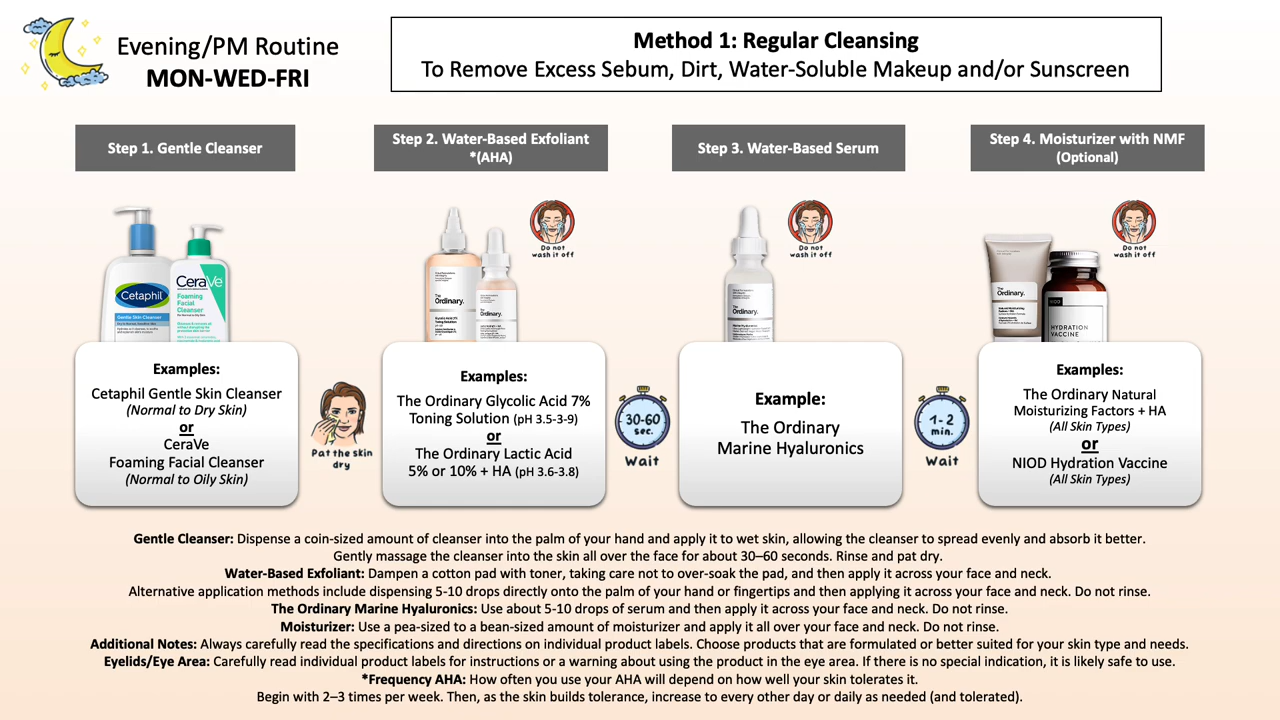 Evening/PM Routine
MON-WED-FRI
Method 1: Regular Cleansing
To Remove Excess Sebum, Dirt, Water-Soluble Makeup and/or Sunscreen
Step 1. Gentle Cleanser
Step 2. Water-Based Exfoliant
*(AHA)
Step 3. Water-Based Serum
Step 4. Moisturizer with NMF
(Optional)
Cetaphil
Gentle Skin Cleanser
CeraVe
Foaming
Facial
Cleanser
The
Ordinary.
Glycolic Acid 7%
Toning Solution
The
Ordinary.
Do not
wash it off
The
Ordinary.
Do not
wash it off
The
Ordinary.
NIOD
HYDRATION
VACCINE
Do not
wash it off
Examples:
Cetaphil Gentle Skin Cleanser
(Normal to Dry Skin)
or
CeraVe
Foaming Facial Cleanser
(Normal to Oily Skin)
Pat the skin
dry
Examples:
The Ordinary Glycolic Acid 7%
Toning Solution (pH 3.5-3-9)
or
The Ordinary Lactic Acid
5% or 10% + HA (pH 3.6-3.8)
30-60
sec.
Wait
Example:
The Ordinary
Marine Hyaluronics
1-2
min.
Wait
Examples:
The Ordinary Natural
Moisturizing Factors + HA
(All Skin Types)
or
NIOD Hydration Vaccine
(All Skin Types)
Gentle Cleanser: Dispense a coin-sized amount of cleanser into the palm of your hand and apply it to wet skin, allowing the cleanser to spread evenly and absorb it better.
Gently massage the cleanser into the skin all over the face for about 30–60 seconds. Rinse and pat dry.
Water-Based Exfoliant: Dampen a cotton pad with toner, taking care not to over-soak the pad, and then apply it across your face and neck.
Alternative application methods include dispensing 5-10 drops directly onto the palm of your hand or fingertips and then applying it across your face and neck. Do not rinse.
The Ordinary Marine Hyaluronics: Use about 5-10 drops of serum and then apply it across your face and neck. Do not rinse.
Moisturizer: Use a pea-sized to a bean-sized amount of moisturizer and apply it all over your face and neck. Do not rinse.
Additional Notes: Always carefully read the specifications and directions on individual product labels. Choose products that are formulated or better suited for your skin type and needs.
Eyelids/Eye Area: Carefully read individual product labels for instructions or a warning about using the product in the eye area. If there is no special indication, it is likely safe to use.
*Frequency AHA: How often you use your AHA will depend on how well your skin tolerates it.
Begin with 2–3 times per week. Then, as the skin builds tolerance, increase to every other day or daily as needed (and tolerated).